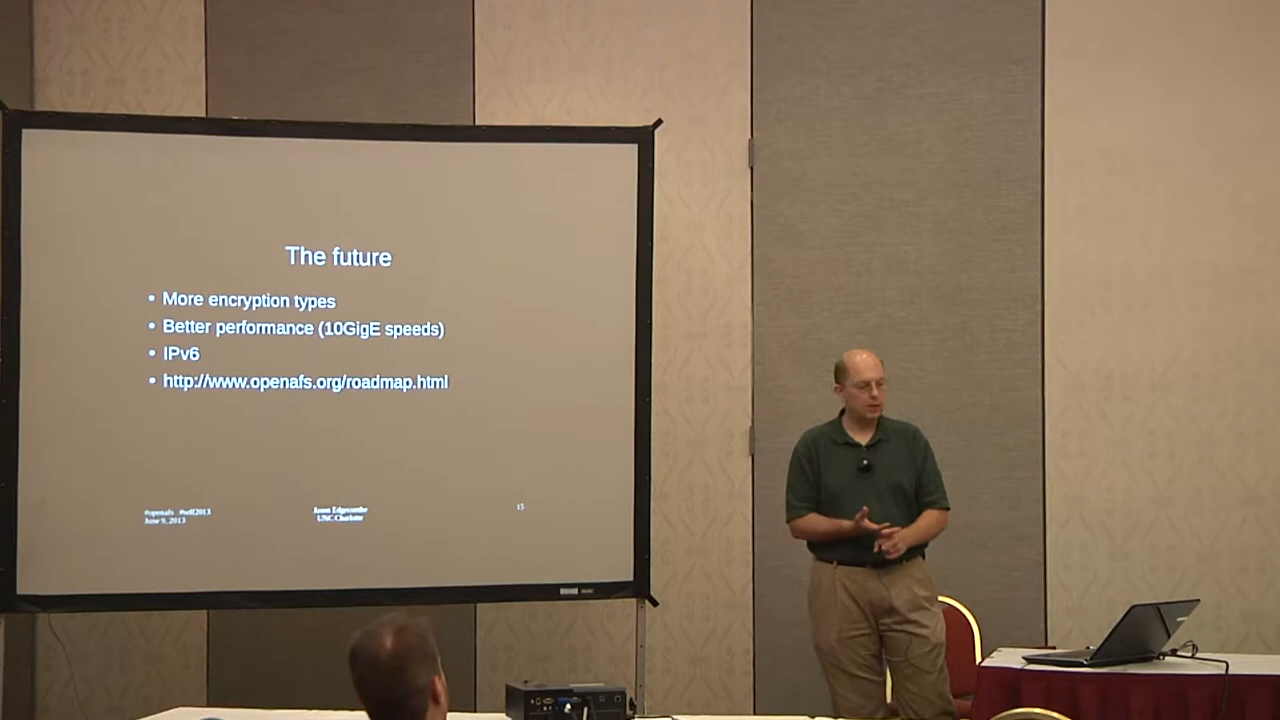 The future
• More encryption types
• Better performance (10GigE speeds)
• IPv6
• http://www.openafs.org/roadmap.html
#openafs #self2013
June 9, 2013
Jason Edgecombe
UNC Charlotte
15